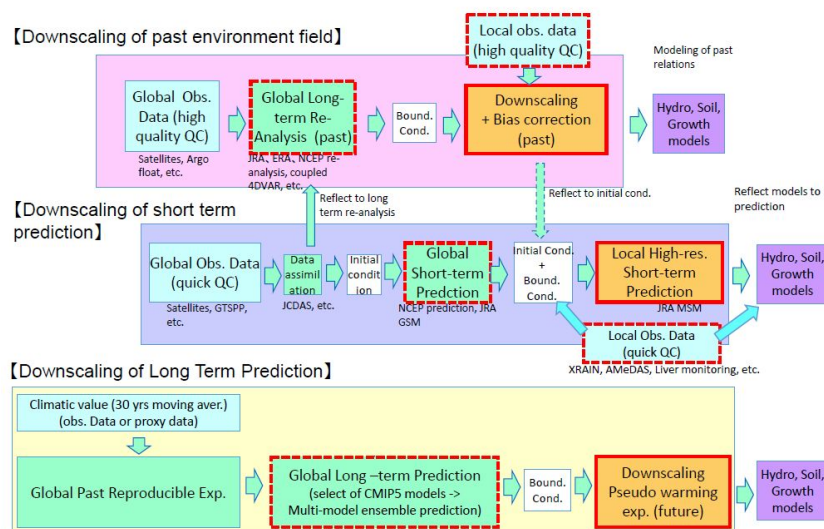 【Downscaling of past environment field】
Local obs. data
(high quality QC)
Modeling of past
relations
Global Obs.
Data (high
quality QC)
Satellites, Argo
float, etc.
Global Long-
term Re-
Analysis (past)
JRA, ERA, NCEP re-
analysis, coupled
4DVAR, etc.
Bound.
Cond.
Downscaling
+ Bias correction
(past)
Hydro, Soil,
Growth
models
Reflect to long
term re-analysis
Reflect to initial cond.
Reflect models to
prediction
【Downscaling of short term
prediction】
Global Obs. Data
(quick QC)
Satellites, GTSPP,
etc.
Data
assimil
ation
JCDAS, etc.
Initial
condit
ion
Global
Short-term
Predction
NCEP prediction, JRA
GSM
Initial Cond.
+
Bound.
Cond.
Local High-res.
Short-term
Prediction
JRA MSM
Hydro, Soil,
Growth
models
Local Obs. Data
(quick QC)
XRAIN, AMeDAS, Liver monitoring, etc.
【Downscaling of Long Term Prediction】
Climatic value (30 yrs moving aver.)
(obs. Data or proxy data)
Global Past Reproducible Exp.
Global Long –term Prediction
(select of CMIP5 models ->
Multi-model ensemble prediction)
Bound.
Cond.
Downscaling
Pseudo warming
exp. (future)
Hydro, Soil,
Growth
models